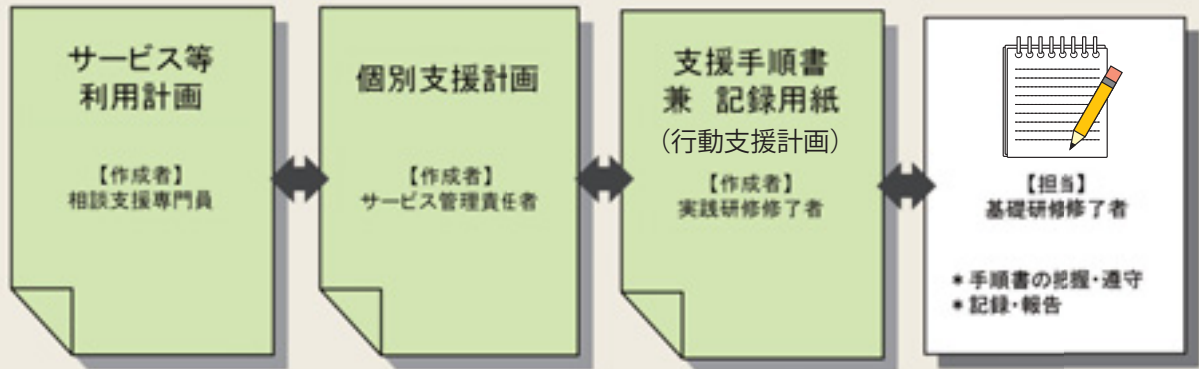 サービス等
利用計画
【作成者】
相談支援専門員
個別支援計画
【作成者】
サービス管理責任者
支援手順書
兼 記録用紙
（行動支援計画）
【作成者】
実践研修修了者
【担当】
基礎研修修了者
＊手順書の把握・遵守
＊記録・報告